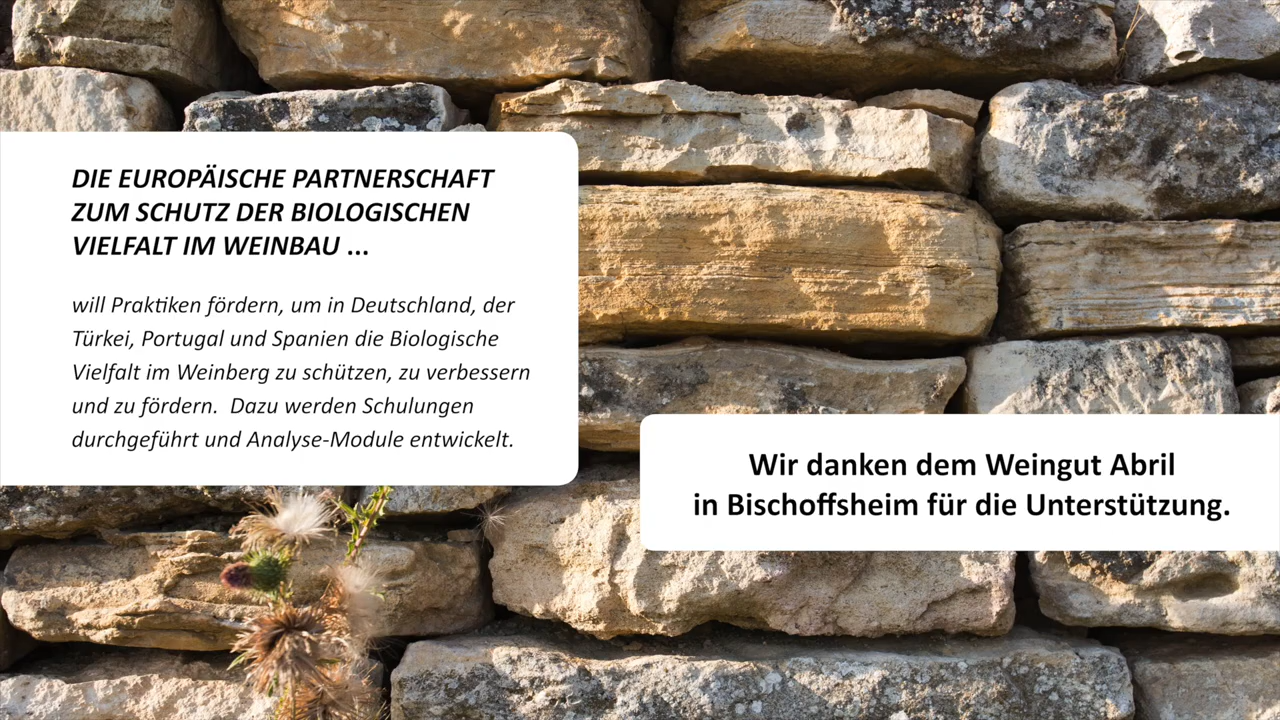 DIE EUROPÄISCHE PARTNERSCHAFT
ZUM SCHUTZ DER BIOLOGISCHEN
VIELFALT IM WEINBAU ...
will Praktiken fördern, um in Deutschland, der
Türkei, Portugal und Spanien die Biologische
Vielfalt im Weinberg zu schützen, zu verbessern
und zu fördern.  Dazu werden Schulungen
durchgeführt und Analyse-Module entwickelt.
Wir danken dem Weingut Abril
in Bischoffsheim für die Unterstützung.